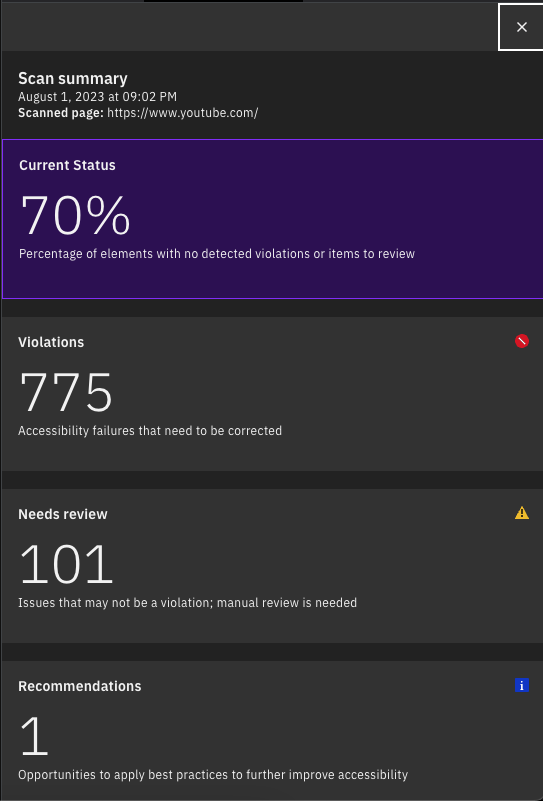 Scan summary
August 1, 2023 at 09:02 PM
Scanned page: https://www.youtube.com/
Current Status
70%
Percentage of elements with no detected violations or items to review
Violations
775
Accessibility failures that need to be corrected
Needs review
101
Issues that may not be a violation; manual review is needed
Recommendations
1
Opportunities to apply best practices to further improve accessibility